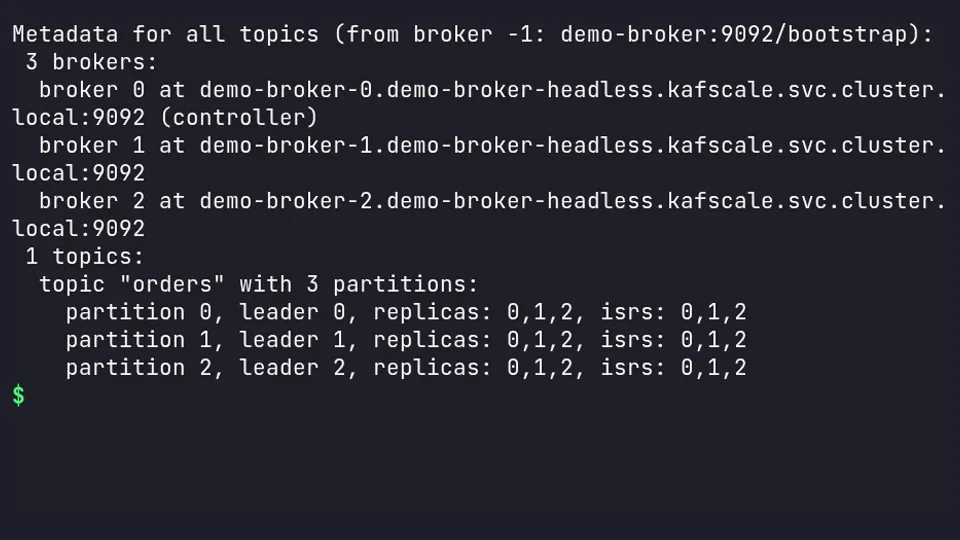 Metadata for all topics (from broker -1: demo-broker:9092/bootstrap):
 3 brokers:
  broker 0 at demo-broker-0.demo-broker-headless.kafscale.svc.cluster.
local:9092 (controller)
  broker 1 at demo-broker-1.demo-broker-headless.kafscale.svc.cluster.
local:9092
  broker 2 at demo-broker-2.demo-broker-headless.kafscale.svc.cluster.
local:9092
 1 topics:
  topic "orders" with 3 partitions:
    partition 0, leader 0, replicas: 0,1,2, isrs: 0,1,2
    partition 1, leader 1, replicas: 0,1,2, isrs: 0,1,2
    partition 2, leader 2, replicas: 0,1,2, isrs: 0,1,2
$